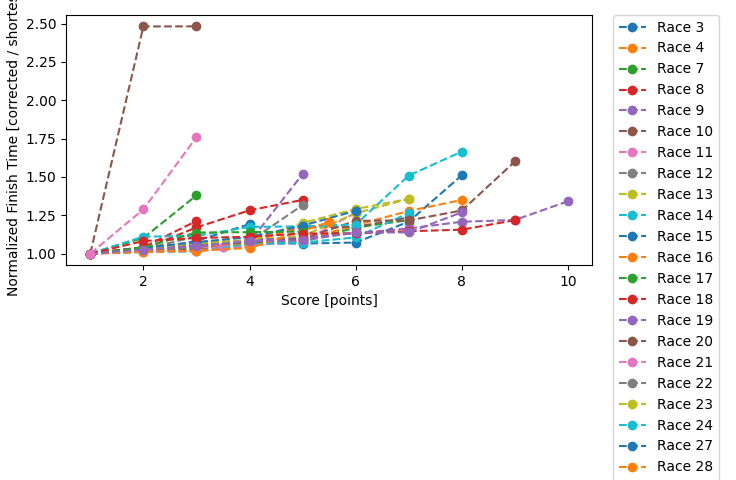 Normalized Finish Time [corrected / shortes
2.50
2.25
2.00
1.75
1.50
1.25
1.00
2
4
6
8
10
Score [points]
Race 3
Race 4
Race 7
Race 8
Race 9
Race 10
Race 11
Race 12
Race 13
Race 14
Race 15
Race 16
Race 17
Race 18
Race 19
Race 20
Race 21
Race 22
Race 23
Race 24
Race 27
Race 28